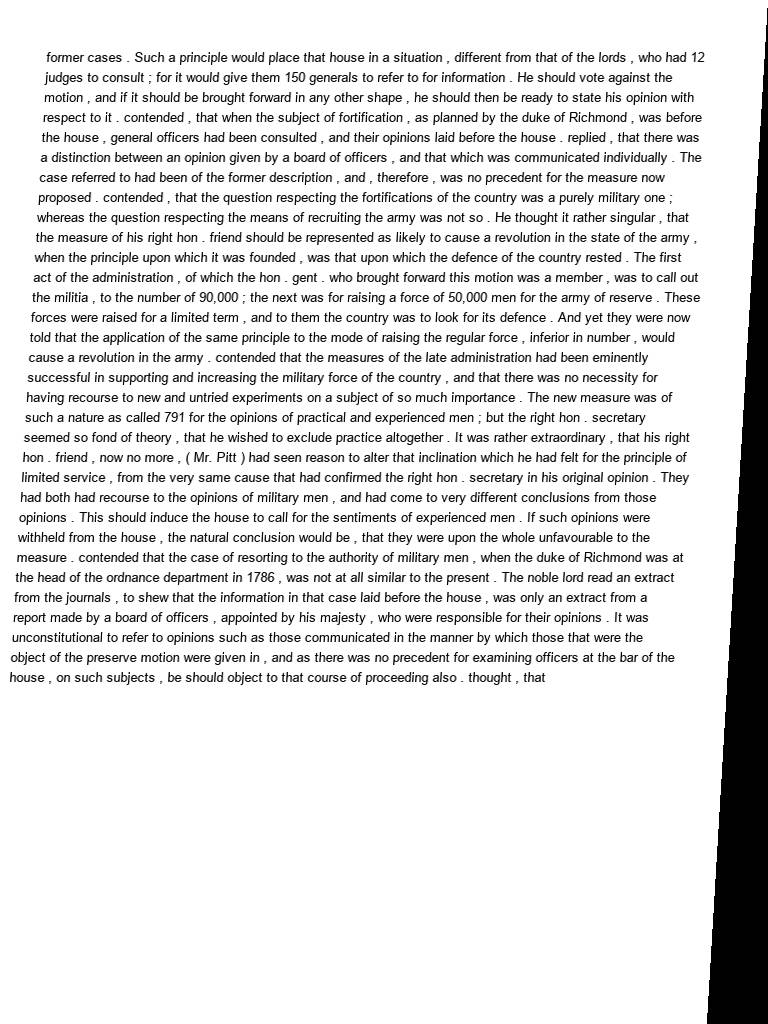 former cases . Such a principle would place that house in a situation , different from that of the lords , who had 12
judges to consult ; for it would give them 150 generals to refer to for information . He should vote against the
motion , and if it should be brought forward in any other shape , he should then be ready to state his opinion with
respect to it . contended , that when the subject of fortification , as planned by the duke of Richmond , was before
the house , general officers had been consulted , and their opinions laid before the house . replied , that there was
a distinction between an opinion given by a board of officers , and that which was communicated individually . The
case referred to had been of the former description , and , therefore , was no precedent for the measure now
proposed . contended , that the question respecting the fortifications of the country was a purely military one ;
whereas the question respecting the means of recruiting the army was not so . He thought it rather singular , that
the measure of his right hon . friend should be represented as likely to cause a revolution in the state of the army ,
when the principle upon which it was founded , was that upon which the defence of the country rested . The first
act of the administration , of which the hon . gent . who brought forward this motion was a member , was to call out
the militia , to the number of 90,000 ; the next was for raising a force of 50,000 men for the army of reserve . These
forces were raised for a limited term , and to them the country was to look for its defence . And yet they were now
told that the application of the same principle to the mode of raising the regular force , inferior in number , would
cause a revolution in the army . contended that the measures of the late administration had been eminently
successful in supporting and increasing the military force of the country , and that there was no necessity for
having recourse to new and untried experiments on a subject of so much importance . The new measure was of
such a nature as called 791 for the opinions of practical and experienced men ; but the right hon . secretary
seemed so fond of theory , that he wished to exclude practice altogether . It was rather extraordinary , that his right
hon . friend , now no more , ( Mr. Pitt ) had seen reason to alter that inclination which he had felt for the principle of
limited service , from the very same cause that had confirmed the right hon . secretary in his original opinion . They
had both had recourse to the opinions of military men , and had come to very different conclusions from those
opinions . This should induce the house to call for the sentiments of experienced men . If such opinions were
withheld from the house , the natural conclusion would be , that they were upon the whole unfavourable to the
measure . contended that the case of resorting to the authority of military men , when the duke of Richmond was at
the head of the ordnance department in 1786 , was not at all similar to the present . The noble lord read an extract
from the journals , to shew that the information in that case laid before the house , was only an extract from a
report made by a board of officers , appointed by his majesty , who were responsible for their opinions . It was
unconstitutional to refer to opinions such as those communicated in the manner by which those that were the
object of the preserve motion were given in , and as there was no precedent for examining officers at the bar of the
house , on such subjects , be should object to that course of proceeding also . thought , that